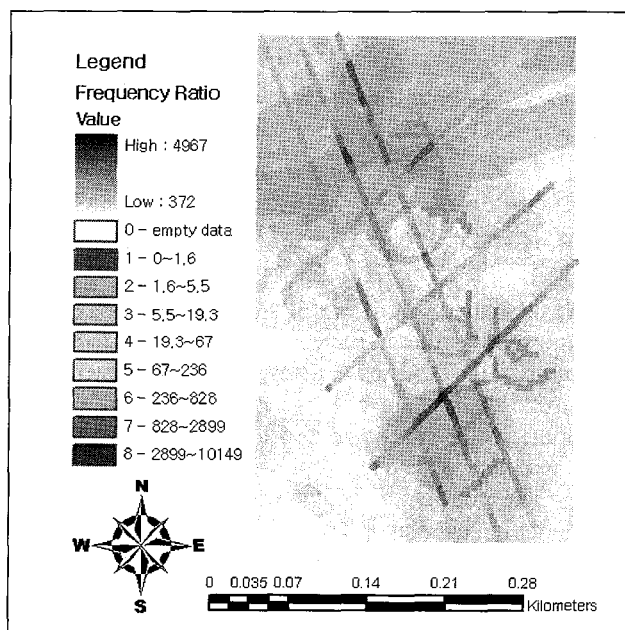 Legend
Frequency Ratio
Value
High : 4967
Low : 372
0 - empty data
1 - 0~1.6
2 - 1.6~5.5
3 - 5.5~19.3
4 - 19.3~67
5 - 67~236
6 - 236~828
7 - 828~2899
8 - 2899~10149
N
W E
S
0 0.035 0.07 0.14 0.21 0.28
Kilometers